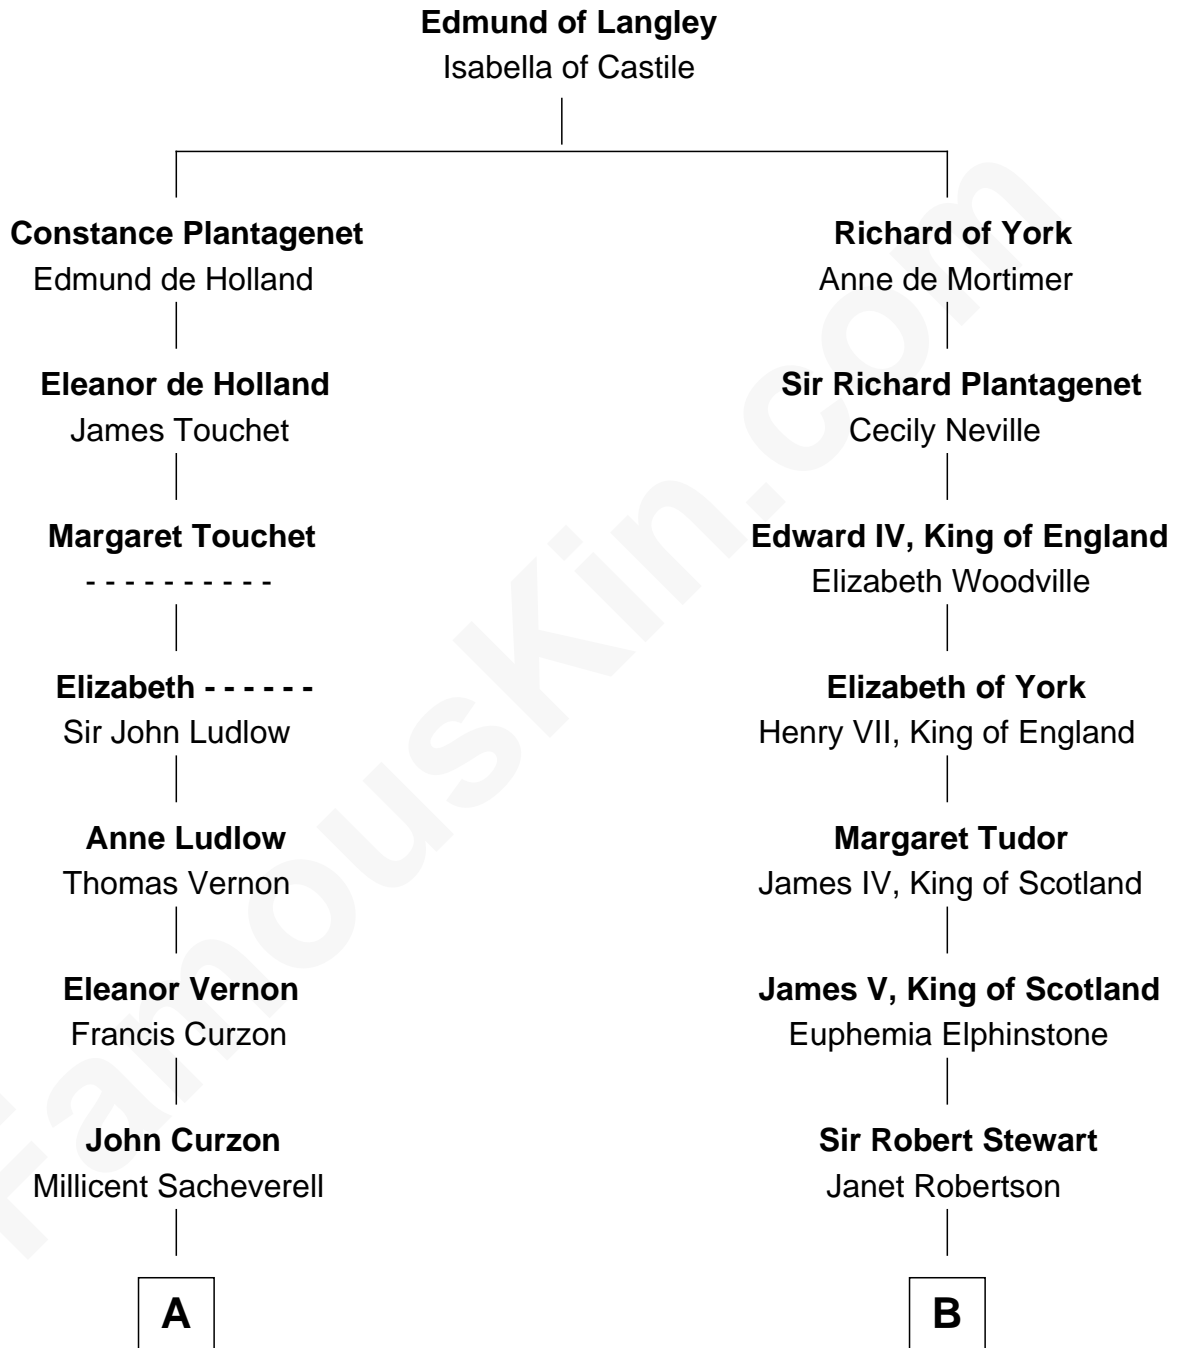 Edmund of Langley
Isabella of Castile
Constance Plantagenet
Edmund de Holland
Richard of York
Anne de Mortimer
Eleanor de Holland
James Touchet
Sir Richard Plantagenet
Cecily Neville
Margaret Touchet
- - - - - - - - - -
Edward IV, King of England
Elizabeth Woodville
Elizabeth - - - - - -
Sir John Ludlow
Elizabeth of York
Henry VII, King of England
Anne Ludlow
Thomas Vernon
Margaret Tudor
James IV, King of Scotland
Eleanor Vernon
Francis Curzon
James V, King of Scotland
Euphemia Elphinstone
John Curzon
Millicent Sacheverell
Sir Robert Stewart
Janet Robertson
A
B
FamousKin.com